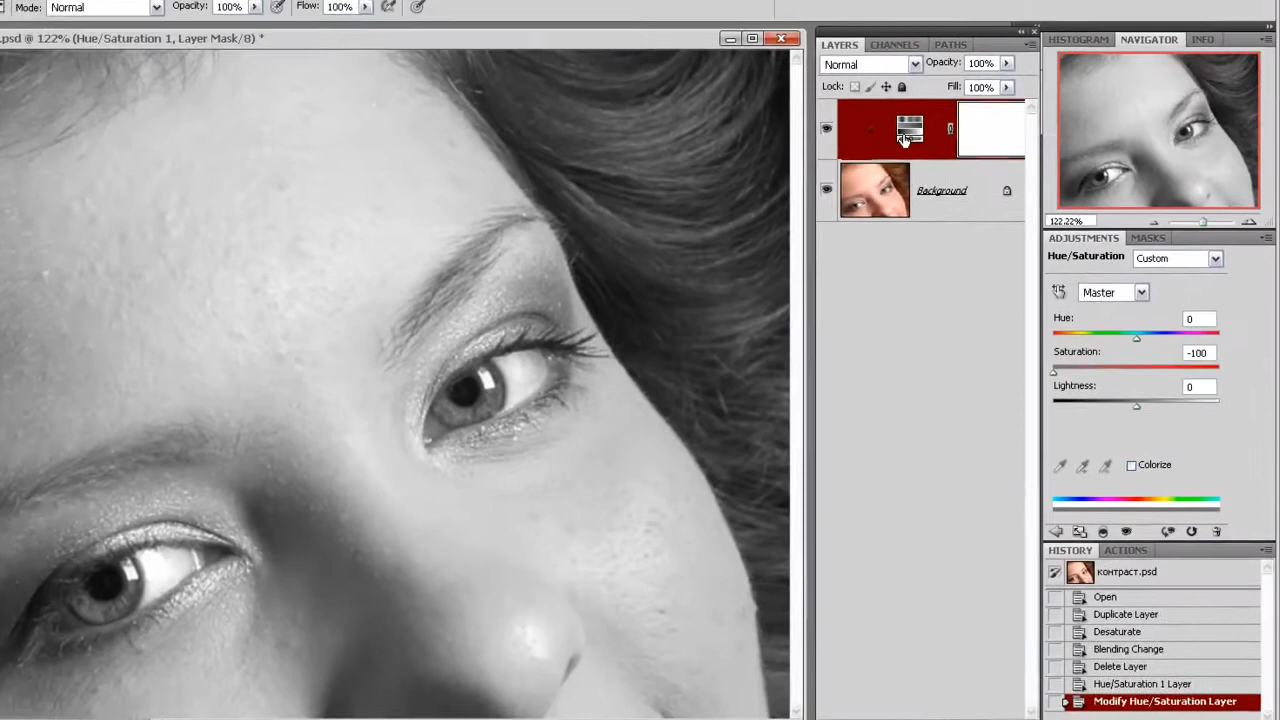 Mode: Normal Opacity: 100% Flow: 100%
.psd @ 122% (Hue/Saturation 1, Layer Mask/8) *
LAYERS CHANNELS PATHS
Normal Opacity: 100%
Lock: Fill: 100%
Background
HISTOGRAM NAVIGATOR INFO
122.22%
ADJUSTMENTS MASKS
Hue/Saturation Custom
Master
Hue: 0
Saturation: -100
Lightness: 0
Colorize
HISTORY ACTIONS
контраст.psd
Open
Duplicate Layer
Desaturate
Blending Change
Delete Layer
Hue/Saturation 1 Layer
Modify Hue/Saturation Layer